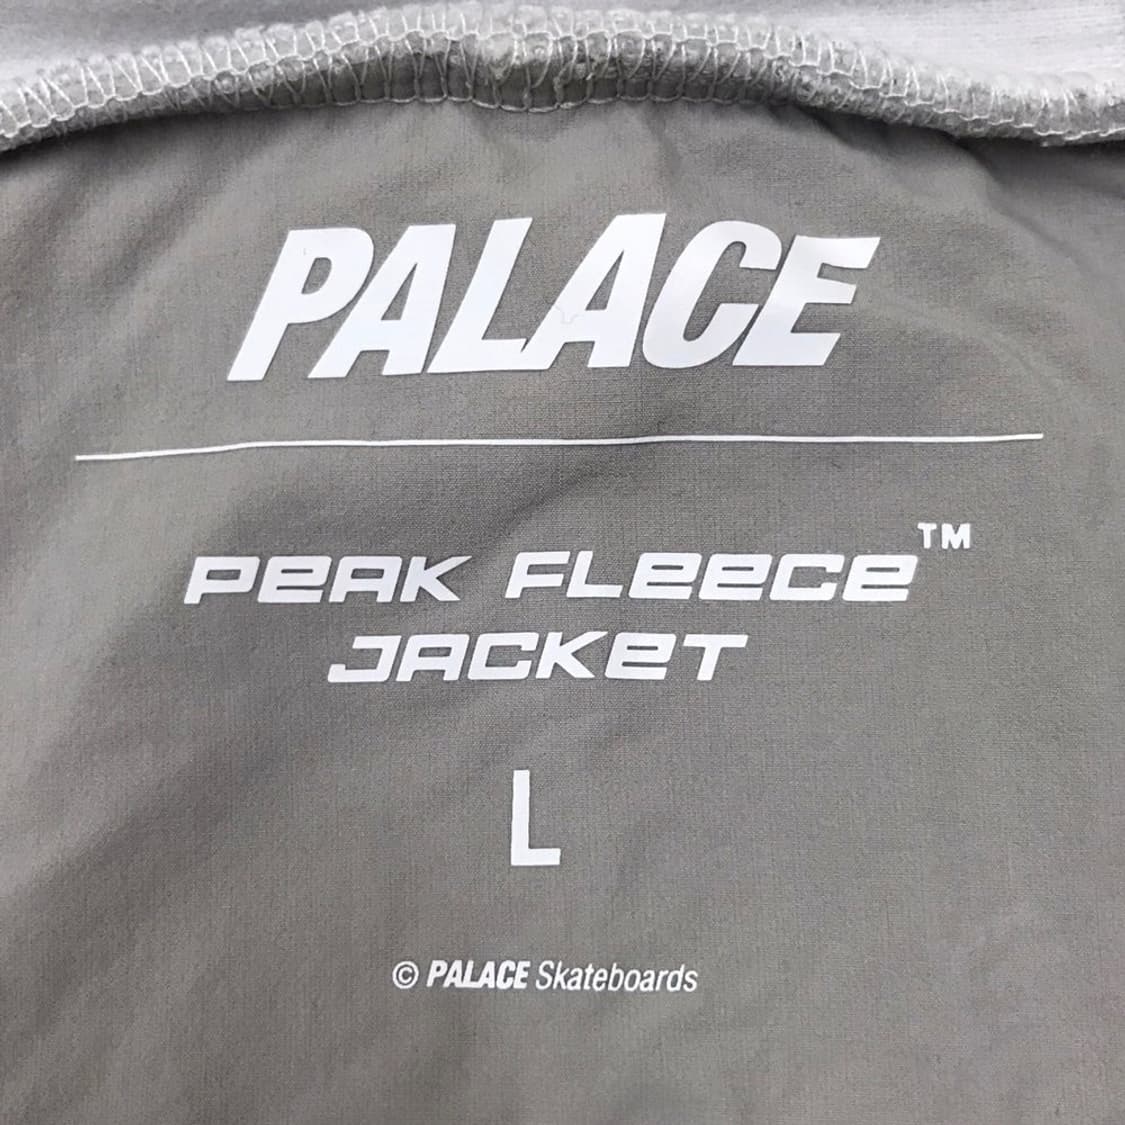 PALACE
PEAK FLEECE™
JACKET
L
© PALACE Skateboards